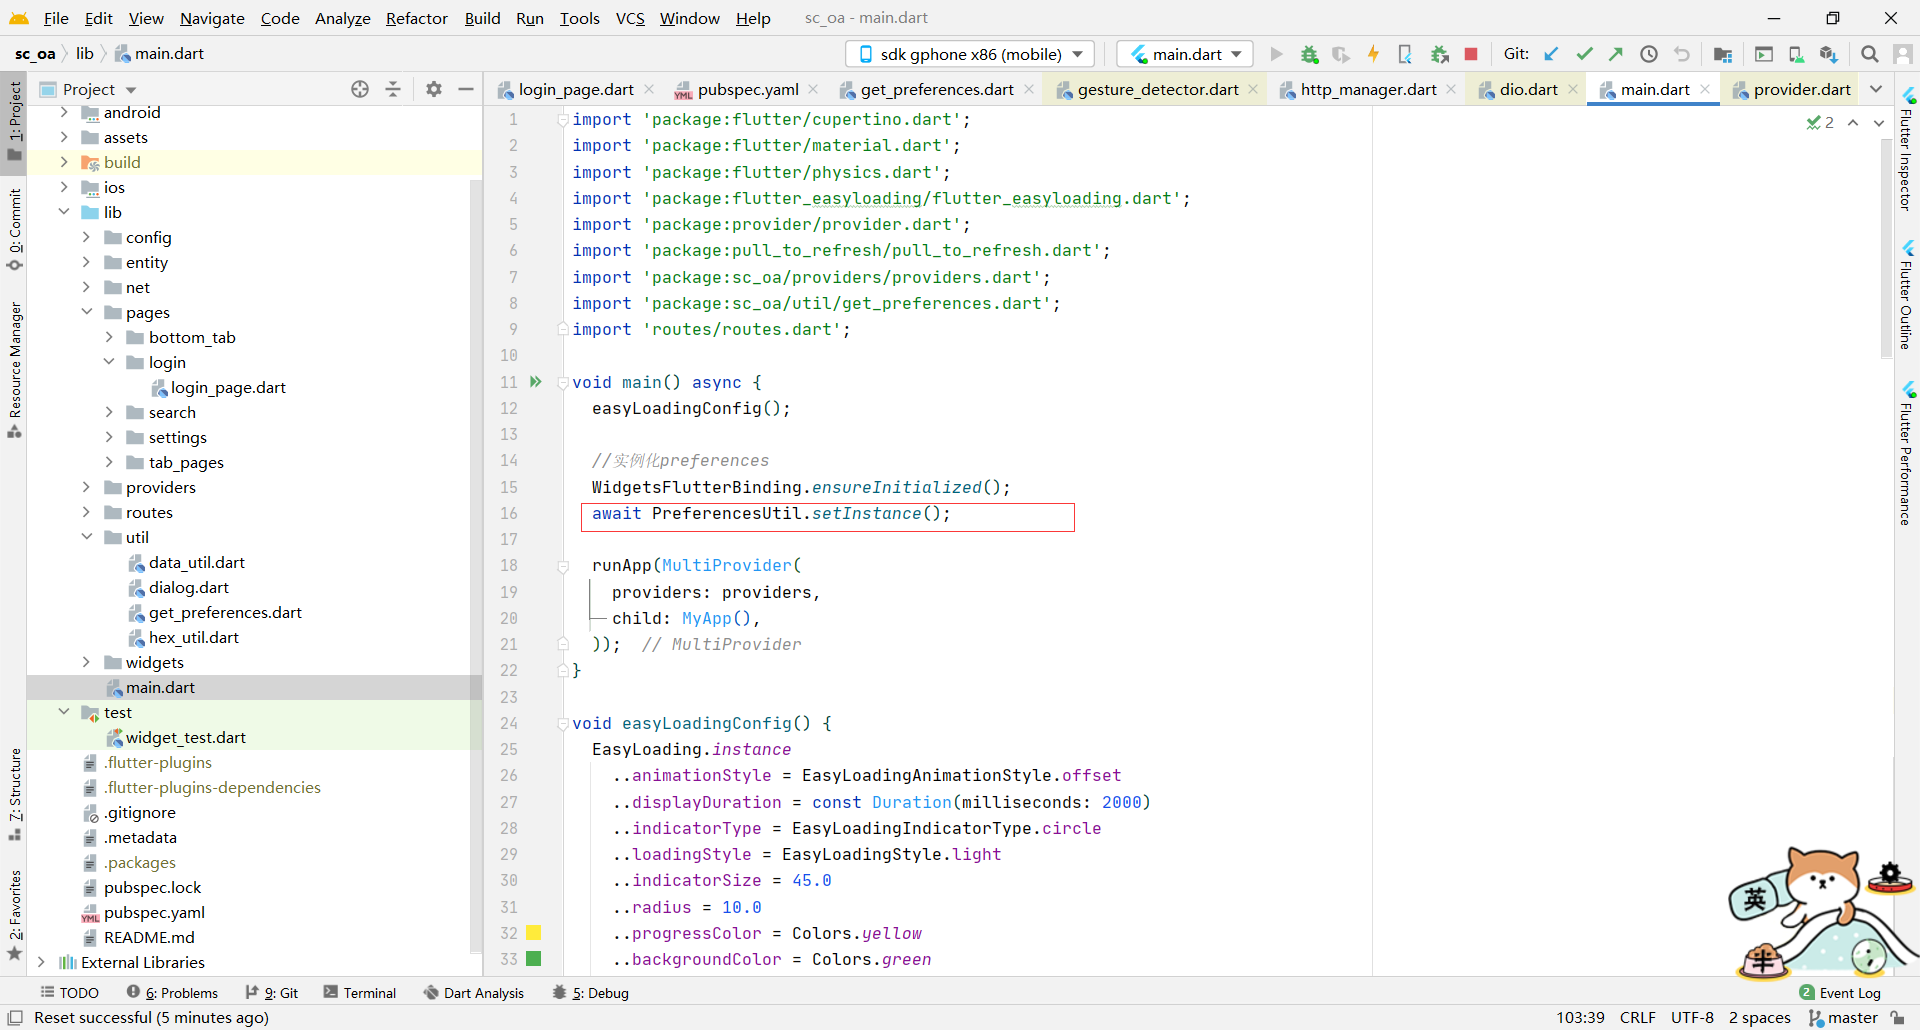 File Edit View Navigate Code Analyze Refactor Build Run Tools VCS Window Help sc_oa - main.dart
sc_oa lib main.dart sdk gphone x86 (mobile) main.dart Git:
Project
login_page.dart pubspec.yaml get_preferences.dart gesture_detector.dart http_manager.dart dio.dart main.dart provider.dart
1: Project
0: Commit
Resource Manager
7: Structure
2: Favorites
android
assets
build
ios
lib
config
entity
net
pages
bottom_tab
login
login_page.dart
search
settings
tab_pages
providers
routes
util
data_util.dart
dialog.dart
get_preferences.dart
hex_util.dart
widgets
main.dart
test
widget_test.dart
.flutter-plugins
.flutter-plugins-dependencies
.gitignore
.metadata
.packages
pubspec.lock
pubspec.yaml
README.md
External Libraries
2
1 import 'package:flutter/cupertino.dart';
2 import 'package:flutter/material.dart';
3 import 'package:flutter/physics.dart';
4 import 'package:flutter_easyloading/flutter_easyloading.dart';
5 import 'package:provider/provider.dart';
6 import 'package:pull_to_refresh/pull_to_refresh.dart';
7 import 'package:sc_oa/providers/providers.dart';
8 import 'package:sc_oa/util/get_preferences.dart';
9 import 'routes/routes.dart';
10
11 void main() async {
12 easyLoadingConfig();
13
14 //实例化preferences
15 WidgetsFlutterBinding.ensureInitialized();
16 await PreferencesUtil.setInstance();
17
18 runApp(MultiProvider(
19 providers: providers,
20 child: MyApp(),
21 )); // MultiProvider
22 }
23
24 void easyLoadingConfig() {
25 EasyLoading.instance
26 ..animationStyle = EasyLoadingAnimationStyle.offset
27 ..displayDuration = const Duration(milliseconds: 2000)
28 ..indicatorType = EasyLoadingIndicatorType.circle
29 ..loadingStyle = EasyLoadingStyle.light
30 ..indicatorSize = 45.0
31 ..radius = 10.0
32 ..progressColor = Colors.yellow
33 ..backgroundColor = Colors.green
Flutter Inspector
Flutter Outline
Flutter Performance
英
半
TODO 6: Problems 9: Git Terminal Dart Analysis 5: Debug 2 Event Log
Reset successful (5 minutes ago) 103:39 CRLF UTF-8 2 spaces master